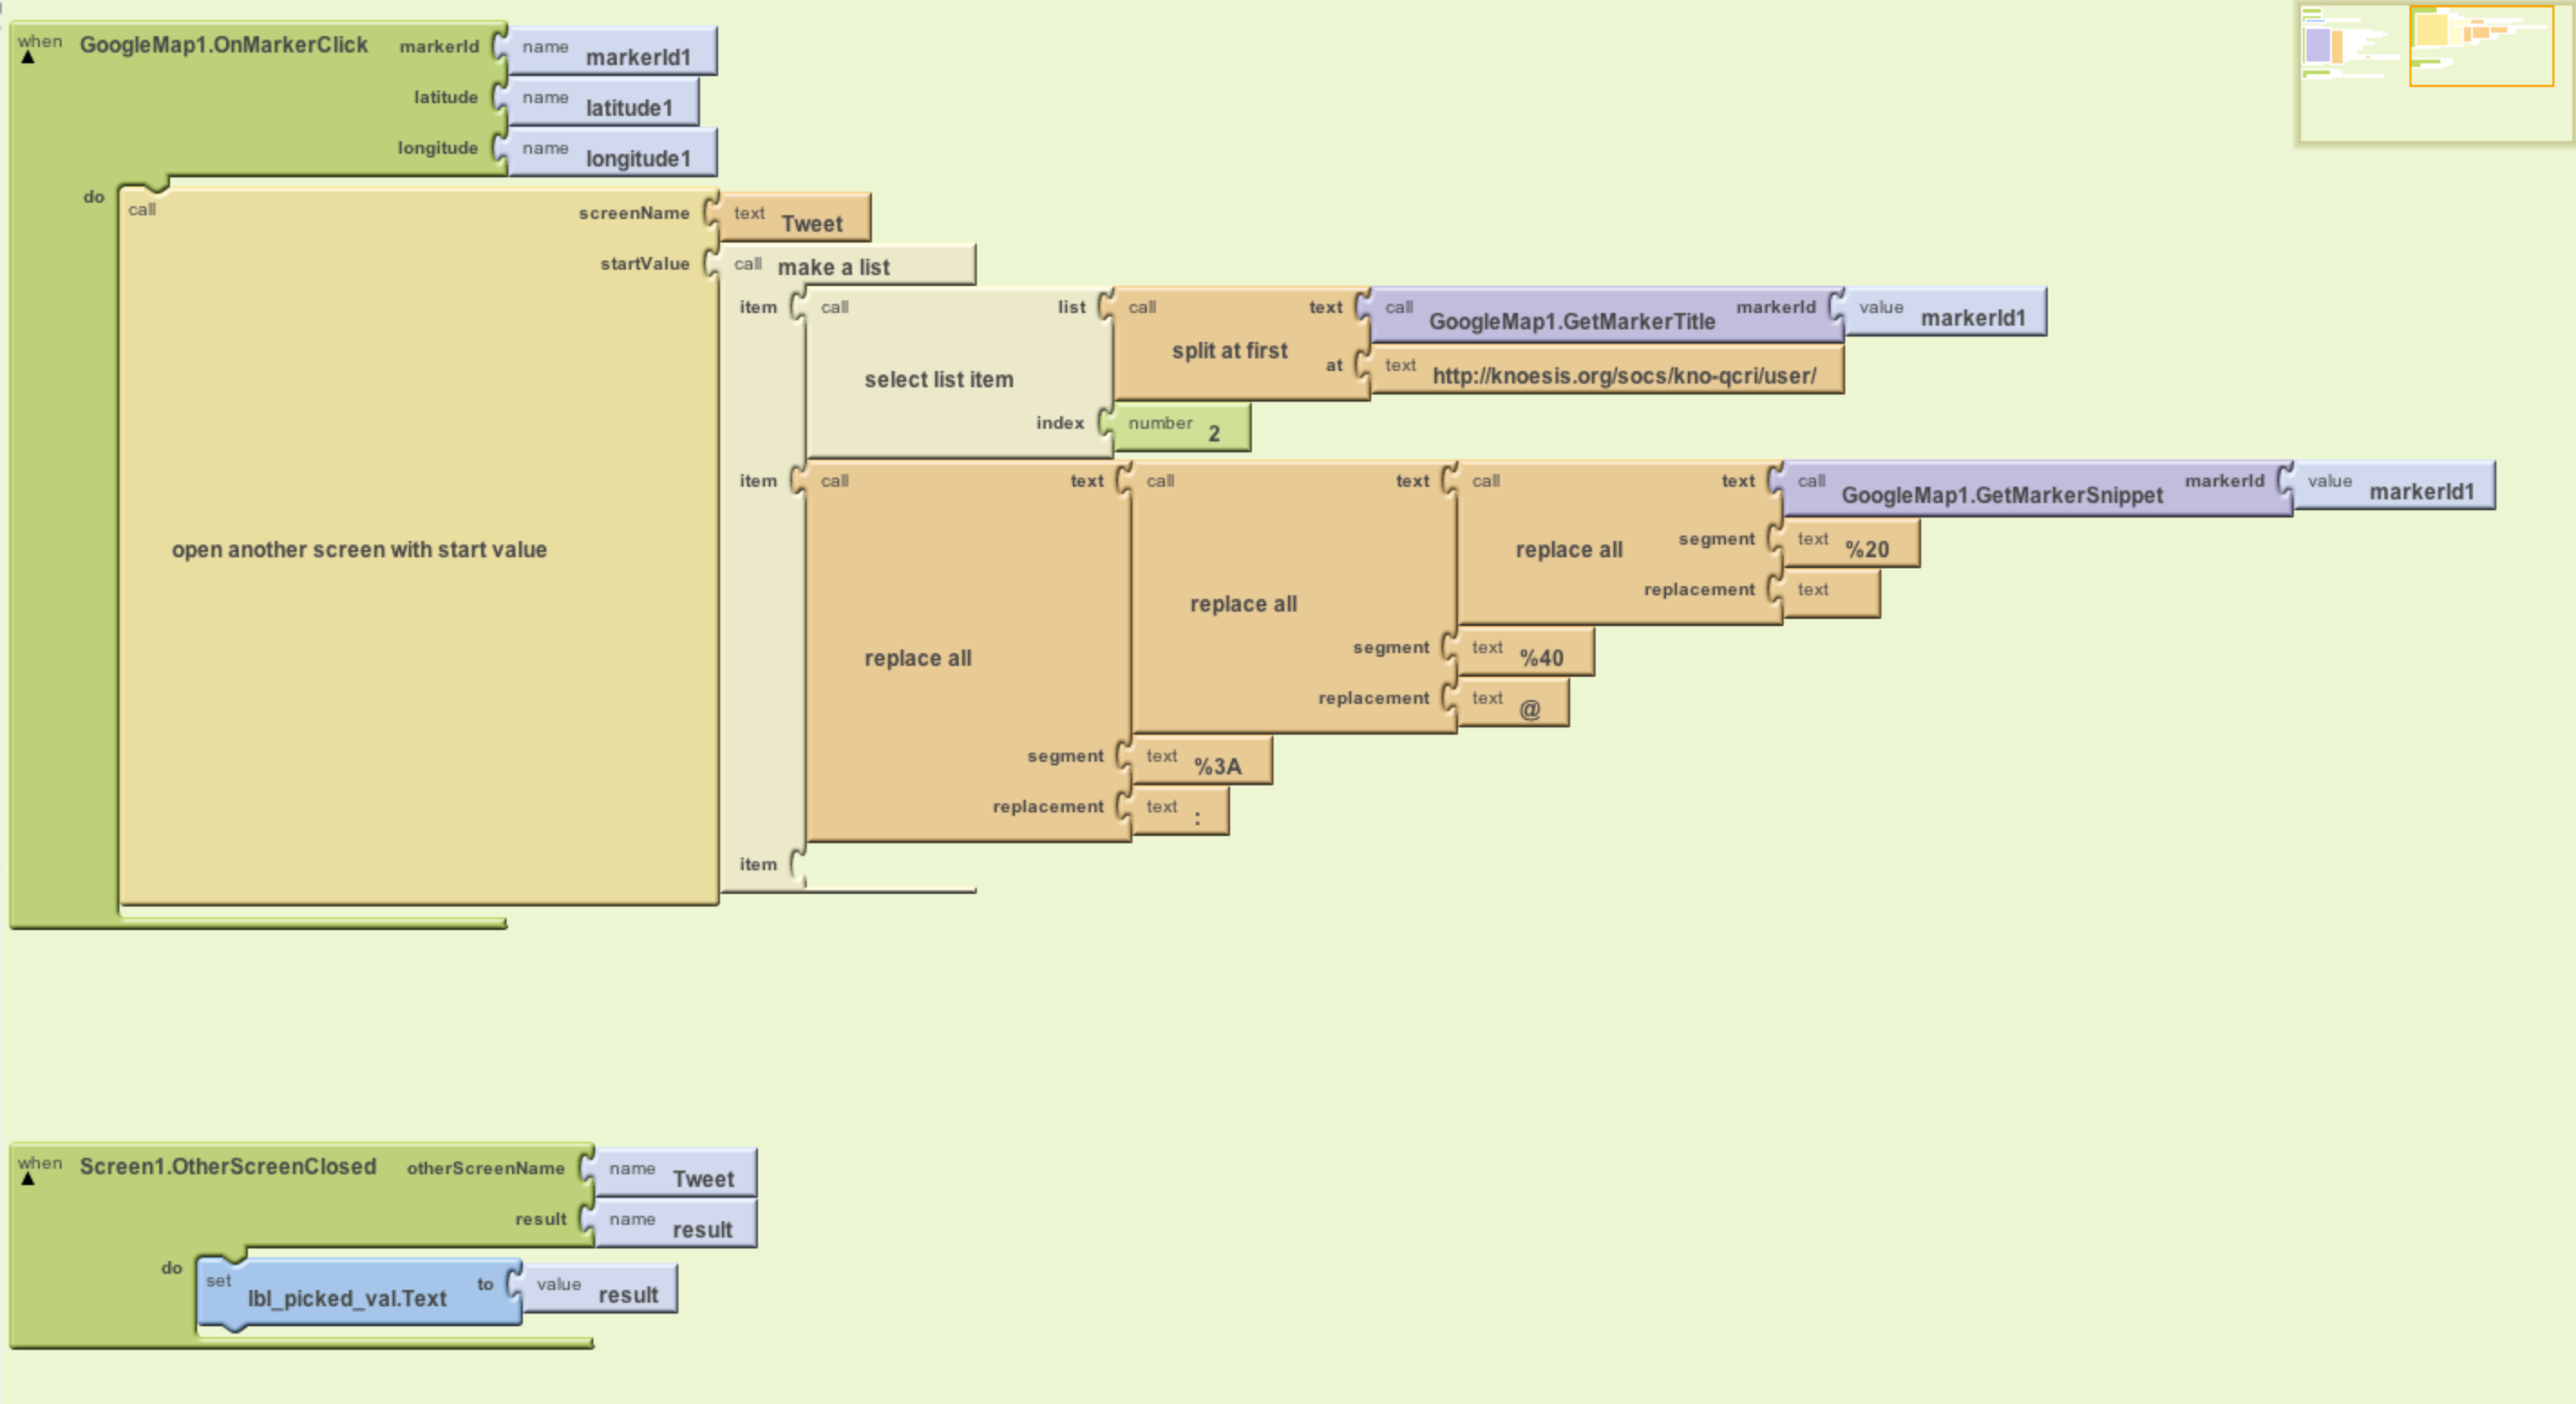 when GoogleMap1.OnMarkerClick markerId name markerId1
latitude name latitude1
longitude name longitude1
do call screenName text Tweet
startValue call make a list
item call list call text call GoogleMap1.GetMarkerTitle markerId value markerId1
split at first
select list item
at text http://knoesis.org/socs/kno-qcri/user/
index number 2
item call text call text call text call GoogleMap1.GetMarkerSnippet markerId value markerId1
open another screen with start value
replace all segment text %20
replacement text
replace all
segment text %40
replace all
replacement text @
segment text %3A
replacement text :
item
when Screen1.OtherScreenClosed otherScreenName name Tweet
result name result
do set lbl_picked_val.Text to value result